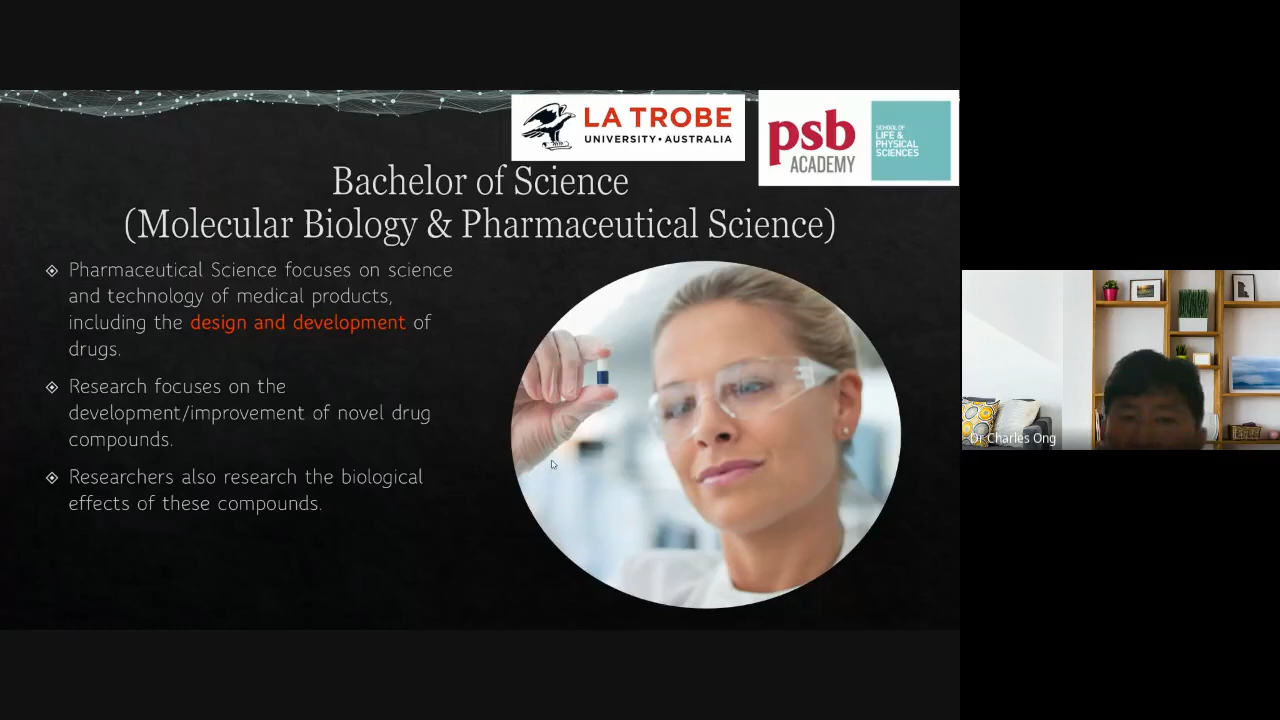 LA TROBE
UNIVERSITY • AUSTRALIA
psb
ACADEMY
SCHOOL OF
LIFE &
PHYSICAL
SCIENCES
Bachelor of Science
(Molecular Biology & Pharmaceutical Science)
Pharmaceutical Science focuses on science
and technology of medical products,
including the design and development of
drugs.
Research focuses on the
development/improvement of novel drug
compounds.
Researchers also research the biological
effects of these compounds.
Dr Charles Ong